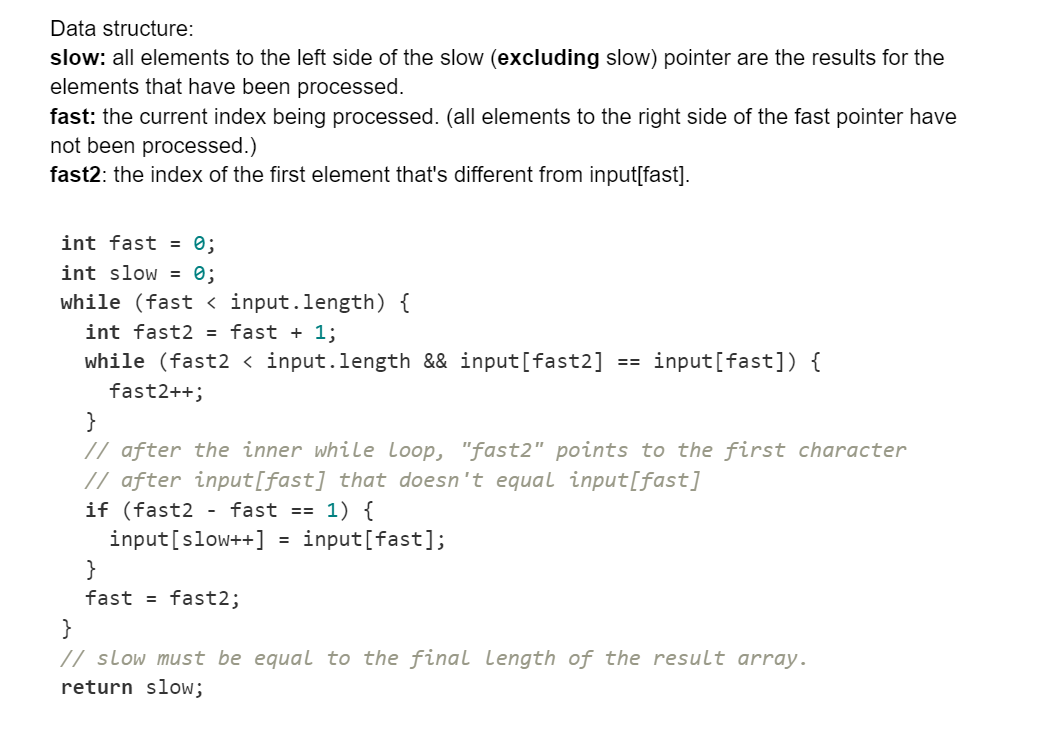 Data structure:
slow: all elements to the left side of the slow (excluding slow) pointer are the results for the
elements that have been processed.
fast: the current index being processed. (all elements to the right side of the fast pointer have
not been processed.)
fast2: the index of the first element that's different from input[fast].
int fast = 0;
int slow = 0;
while (fast < input.length) {
  int fast2 = fast + 1;
  while (fast2 < input.length && input[fast2] == input[fast]) {
    fast2++;
  }
  // after the inner while loop, "fast2" points to the first character
  // after input[fast] that doesn't equal input[fast]
  if (fast2 - fast == 1) {
    input[slow++] = input[fast];
  }
  fast = fast2;
}
// slow must be equal to the final length of the result array.
return slow;